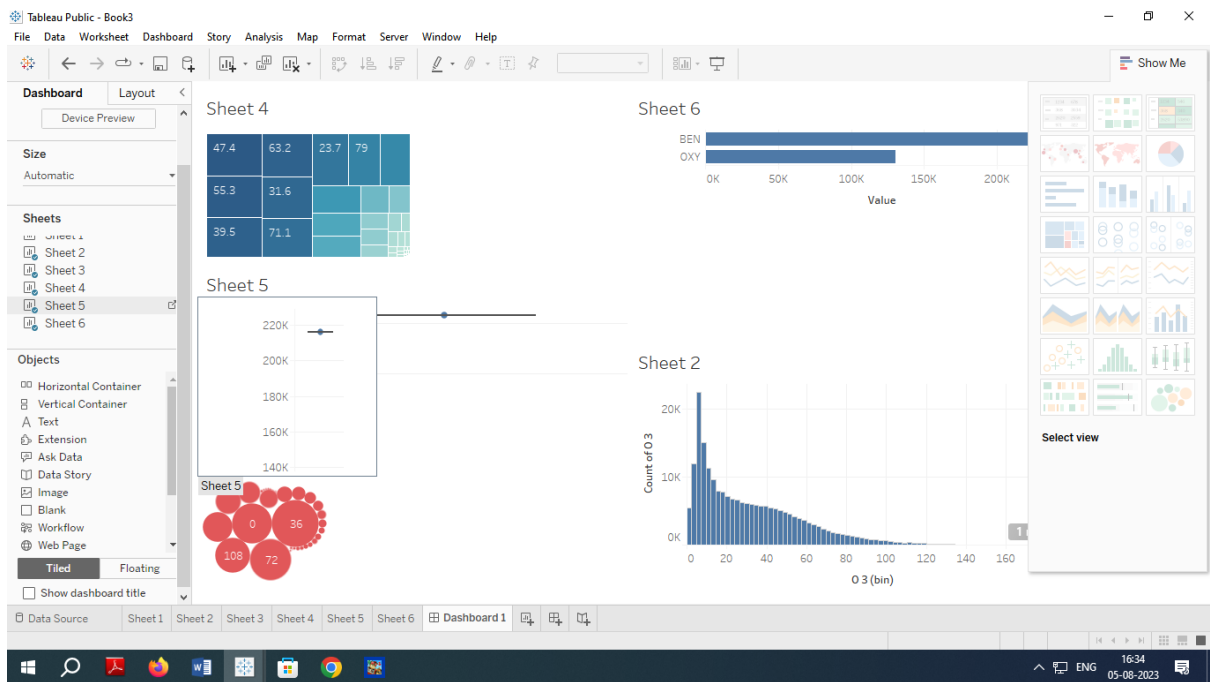 Tableau Public - Book3
File Data Worksheet Dashboard Story Analysis Map Format Server Window Help
Show Me
Dashboard Layout
Device Preview
Size
Automatic
Sheets
Sheet 1
Sheet 2
Sheet 3
Sheet 4
Sheet 5
Sheet 6
Objects
Horizontal Container
Vertical Container
A Text
Extension
Ask Data
Data Story
Image
Blank
Workflow
Web Page
Tiled Floating
Show dashboard title
Sheet 4
47.4 63.2 23.7 79
55.3 31.6
39.5 71.1
Sheet 5
220K
200K
180K
160K
140K
Sheet 5
0 36
108 72
Sheet 6
BEN
OXY
0K 50K 100K 150K 200K
Value
Sheet 2
20K
10K
0K
Count of O 3
0 20 40 60 80 100 120 140 160
O 3 (bin)
1
Select view
Data Source Sheet 1 Sheet 2 Sheet 3 Sheet 4 Sheet 5 Sheet 6 Dashboard 1
ENG
16:34
05-08-2023